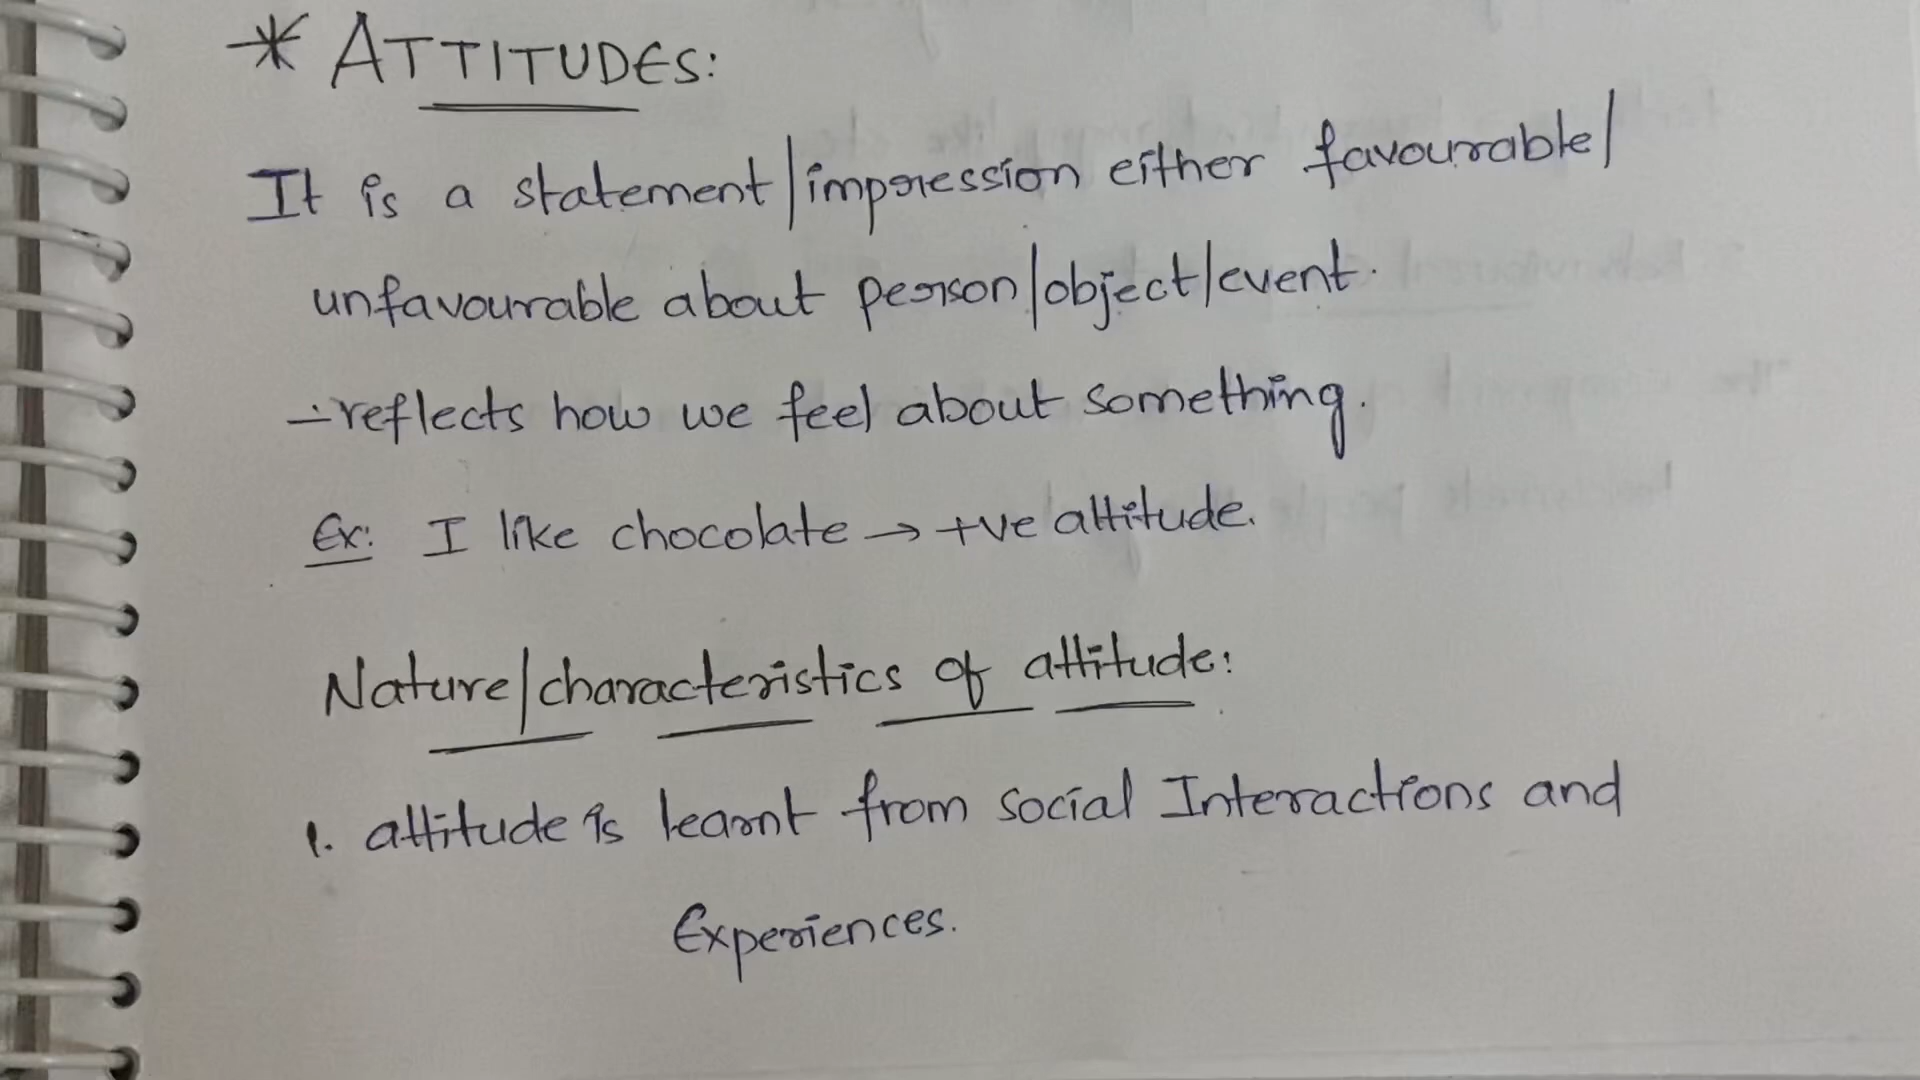 * ATTITUDES:
It is a statement/impression either favourable/
unfavourable about person/object/event.
- reflects how we feel about something.
Ex: I like chocolate → +ve attitude.
Nature/characteristics of attitude:
1. attitude is learnt from social Interactions and
Experiences.